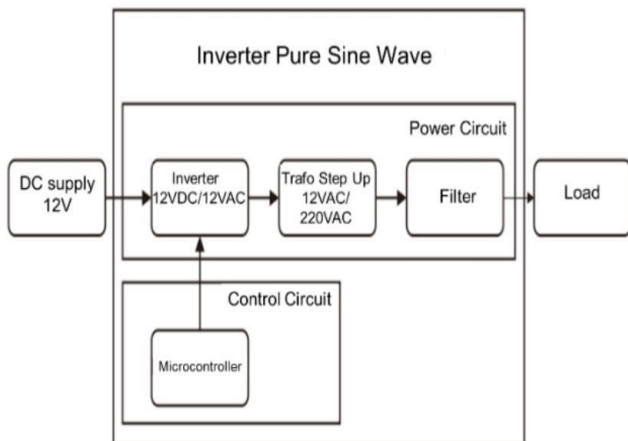 Inverter Pure Sine Wave
Power Circuit
DC supply
12V
Inverter
12VDC/12VAC
Trafo Step Up
12VAC/
220VAC
Filter
Load
Control Circuit
Microcontroller